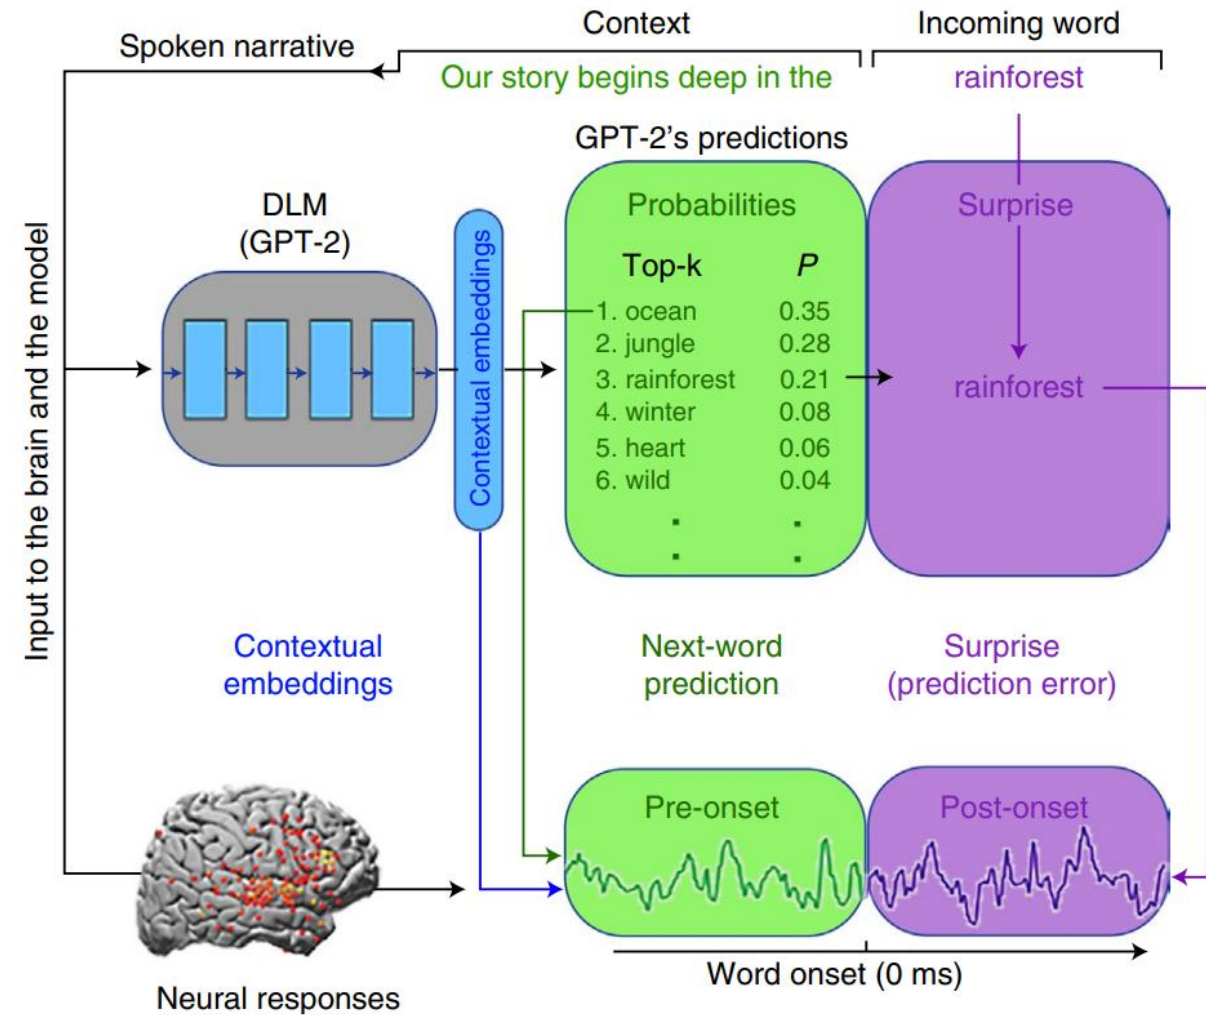 Context
Incoming word
Spoken narrative
Our story begins deep in the
rainforest
GPT-2’s predictions
Input to the brain and the model
DLM
(GPT-2)
Contextual embeddings
Probabilities
Top-k P
1. ocean 0.35
2. jungle 0.28
3. rainforest 0.21
4. winter 0.08
5. heart 0.06
6. wild 0.04
Surprise
rainforest
Contextual
embeddings
Next-word
prediction
Surprise
(prediction error)
Pre-onset
Post-onset
Word onset (0 ms)
Neural responses